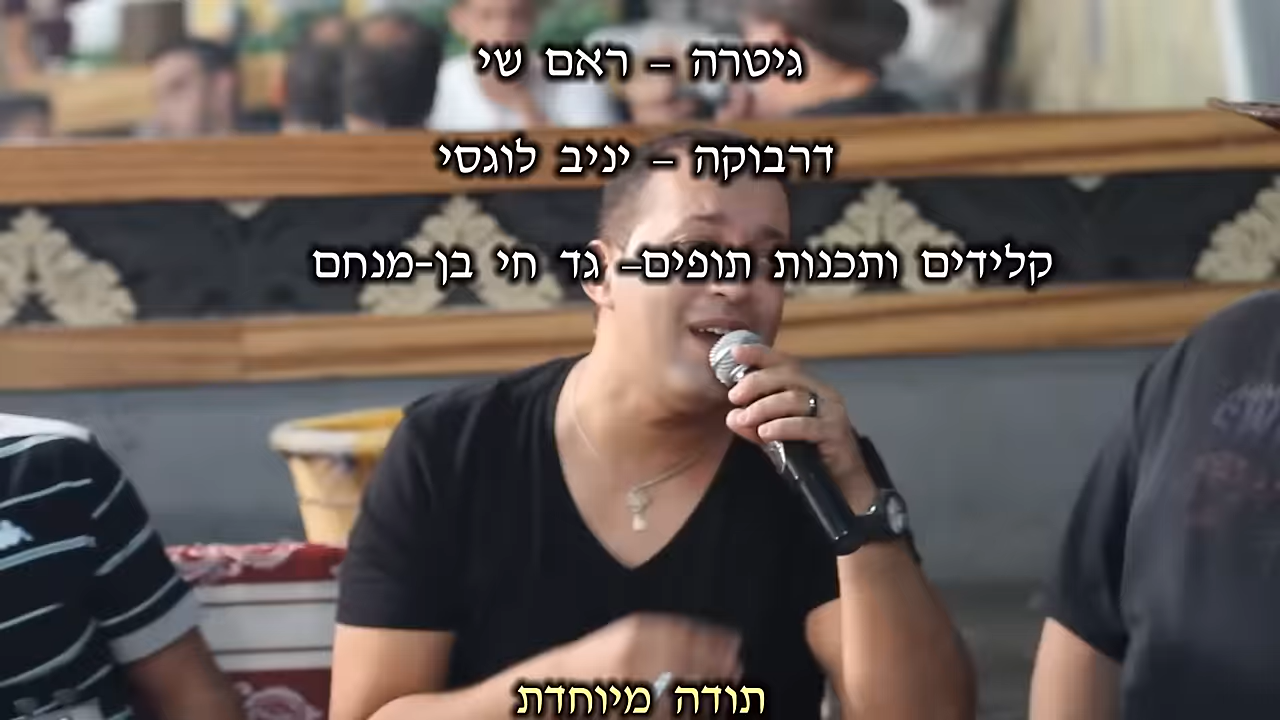 גיטרה – ראם שי
דרבוקה – יניב לוגסי
קלידים ותכנות תופים– גד חי בן-מנחם
תודה מיוחדת